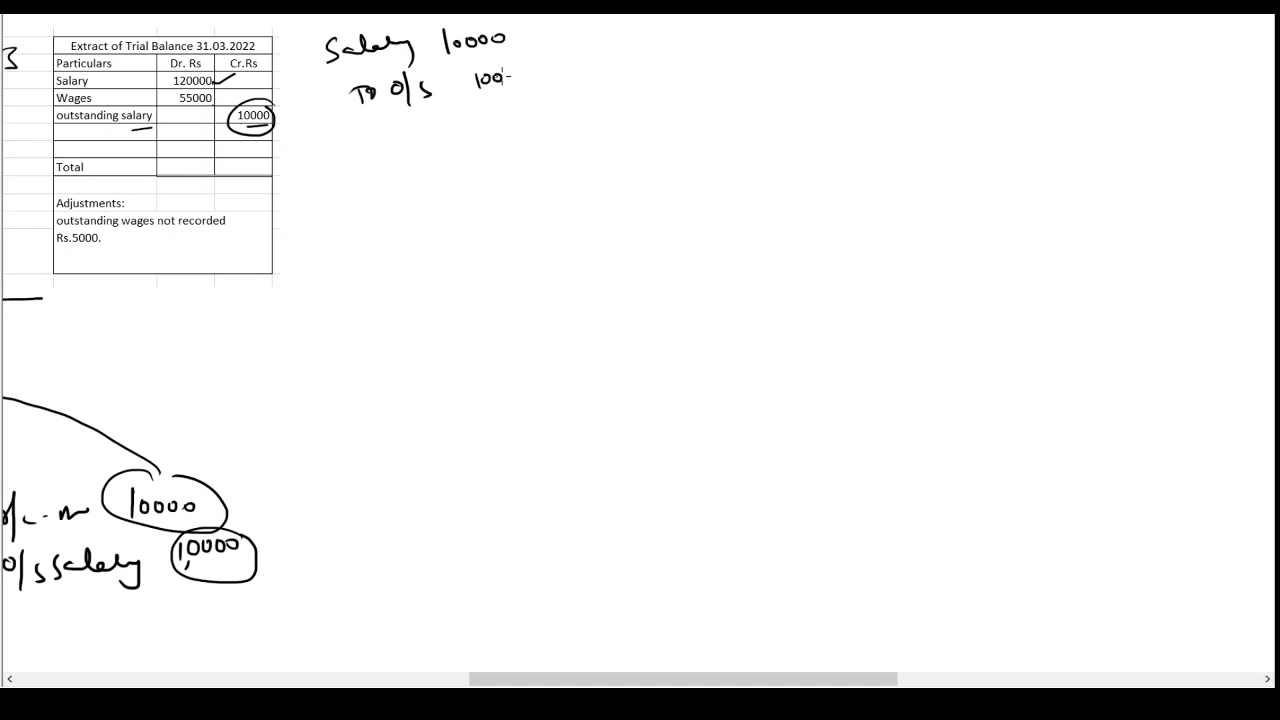 3
Extract of Trial Balance 31.03.2022
Particulars Dr. Rs Cr.Rs
Salary 120000
Wages 55000
outstanding salary 10000
Total
Adjustments:
outstanding wages not recorded
Rs.5000.
Salary 10000
To O/S 100
10000
O/s Salary 10000